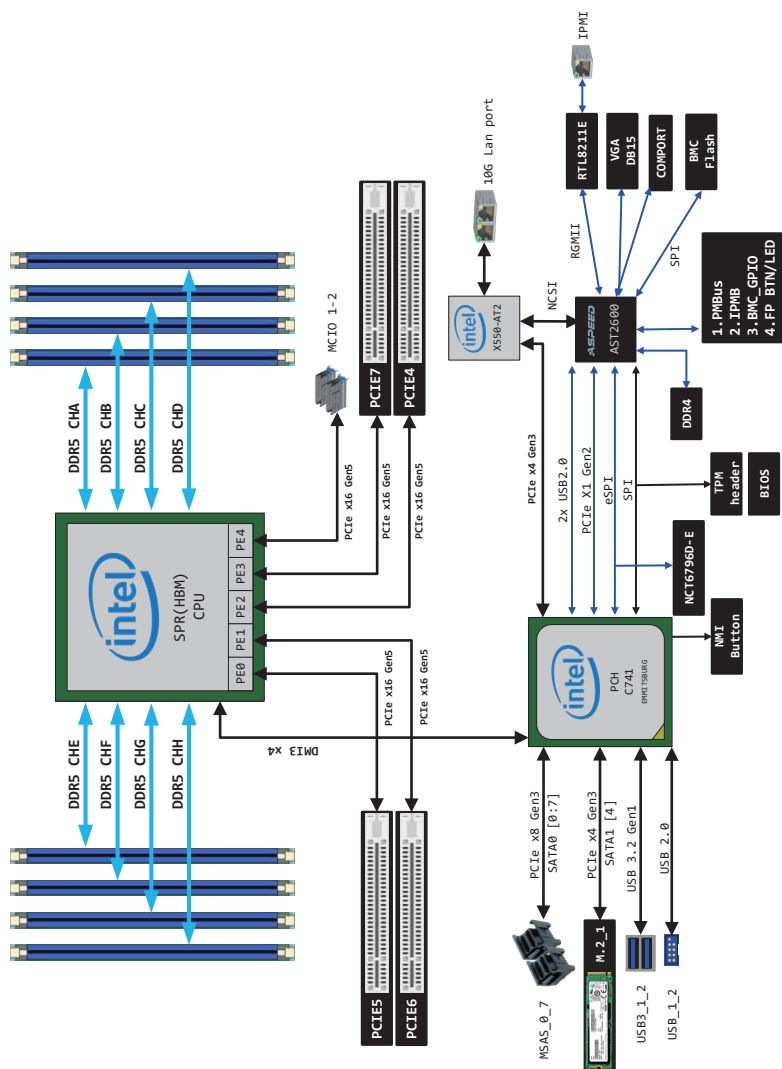 DDR5 CHE
DDR5 CHF
DDR5 CHG
DDR5 CHH
intel
SPR(HBM)
CPU
PE0
PE1
PE2
PE3
PE4
DDR5 CHA
DDR5 CHB
DDR5 CHC
DDR5 CHD
DMI3 x4
PCIe x16 Gen5
PCIe x16 Gen5
PCIe x16 Gen5
PCIe x16 Gen5
PCIe x16 Gen5
MCIO 1-2
PCIE5
PCIE6
PCIE7
PCIE4
10G Lan port
intel
X550-AT2
NCSI
PCIe x4 Gen3
IPMI
RTL8211E
VGA
DB15
COMPORT
BMC
Flash
RGMII
SPI
ASPEED
AST2600
1.PMBus
2.IPMB
3.BMC_GPIO
4.FP BTN/LED
DDR4
2x USB2.0
PCIe X1 Gen2
eSPI
SPI
TPM
header
BIOS
NCT6796D-E
NMI
Button
intel
PCH
C741
EMMITSBURG
PCIe x8 Gen3
SATA0 [0:7]
PCIe x4 Gen3
SATA1 [4]
USB 3.2 Gen1
USB 2.0
MSAS_0_7
M.2_1
USB3_1_2
USB_1_2